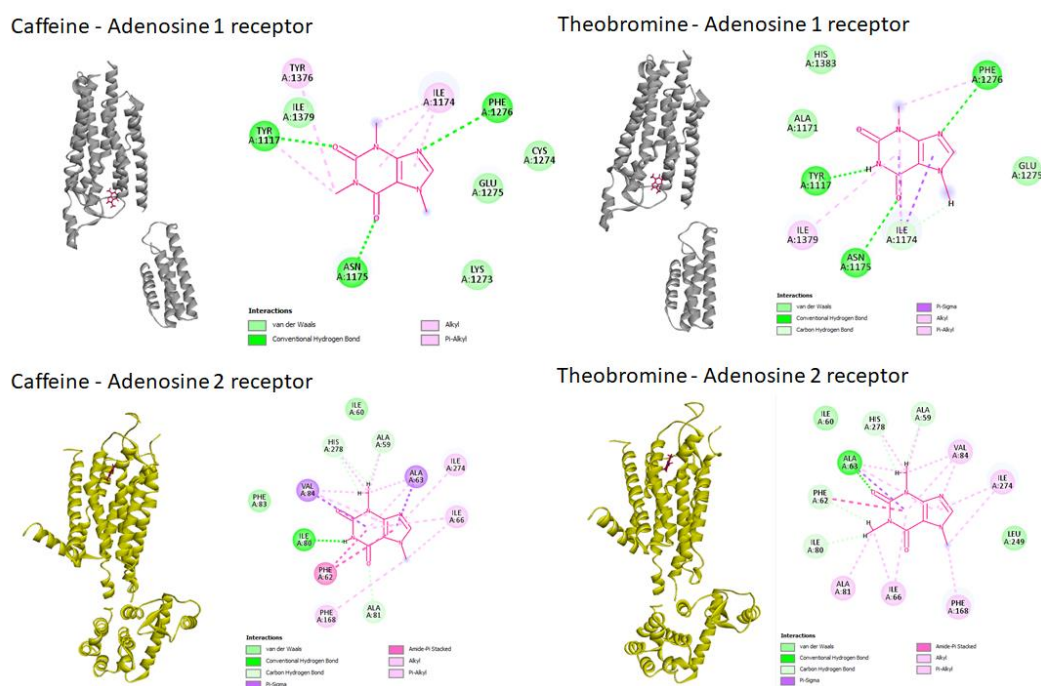 Caffeine - Adenosine 1 receptor
TYR
A:1376
ILE
A:1379
TYR
A:1117
ILE
A:1174
PHE
A:1276
CYS
A:1274
GLU
A:1275
LYS
A:1273
ASN
A:1175
N
N
N
N
O
O
Interactions
van der Waals
Conventional Hydrogen Bond
Alkyl
Pi-Alkyl
Theobromine - Adenosine 1 receptor
HIS
A:1383
PHE
A:1276
ALA
A:1171
GLU
A:1275
TYR
A:1117
ILE
A:1379
ILE
A:1174
ASN
A:1175
N
N
N
N
O
O
H
H
Interactions
van der Waals
Conventional Hydrogen Bond
Carbon Hydrogen Bond
Pi-Sigma
Alkyl
Pi-Alkyl
Caffeine - Adenosine 2 receptor
ILE
A:60
HIS
A:278
ALA
A:59
ILE
A:274
ALA
A:63
VAL
A:84
PHE
A:83
ILE
A:66
ILE
A:80
PHE
A:62
PHE
A:168
ALA
A:81
H
H
N
N
N
N
O
O
H
Interactions
van der Waals
Conventional Hydrogen Bond
Carbon Hydrogen Bond
Pi-Sigma
Amide-Pi Stacked
Alkyl
Pi-Alkyl
Theobromine - Adenosine 2 receptor
ILE
A:60
HIS
A:278
ALA
A:59
VAL
A:84
ALA
A:63
ILE
A:274
PHE
A:62
LEU
A:249
ILE
A:80
ALA
A:81
ILE
A:66
PHE
A:168
H
H
N
N
N
N
O
O
H
Interactions
van der Waals
Conventional Hydrogen Bond
Carbon Hydrogen Bond
Pi-Sigma
Amide-Pi Stacked
Alkyl
Pi-Alkyl